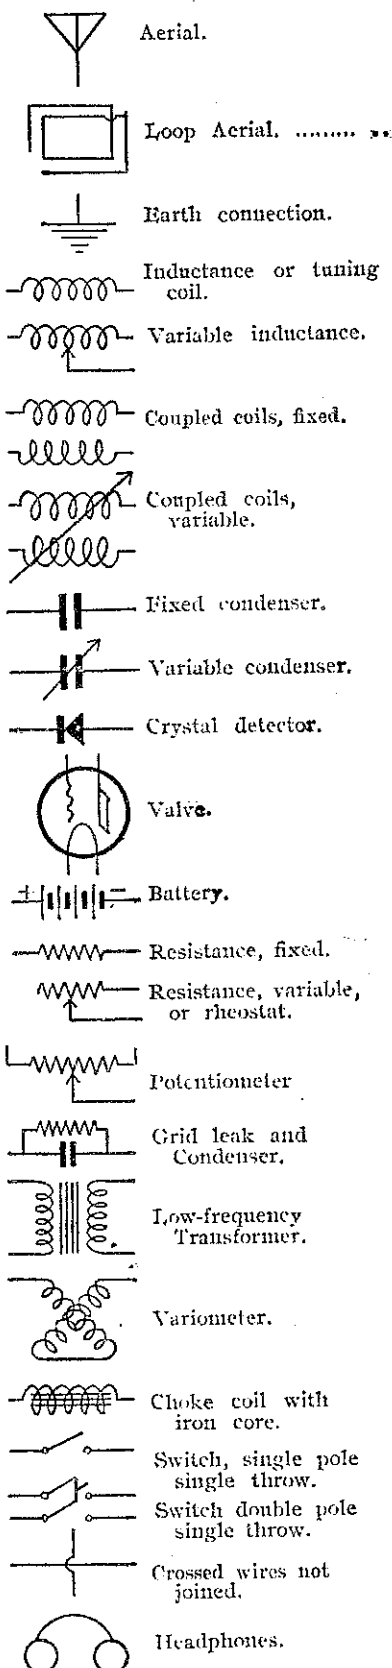 Aerial.
Loop Aerial. ......... ..
Earth connection.
Inductance or tuning
coil.
Variable inductance.
Coupled coils, fixed.
Coupled coils,
variable.
Fixed condenser.
Variable condenser.
Crystal detector.
Valve.
+ −
Battery.
Resistance, fixed.
Resistance, variable,
or rheostat.
Potentiometer
Grid leak and
Condenser.
Low-frequency
Transformer.
Variometer.
Choke coil with
iron core.
Switch, single pole
single throw.
Switch double pole
single throw.
Crossed wires not
joined.
Headphones.